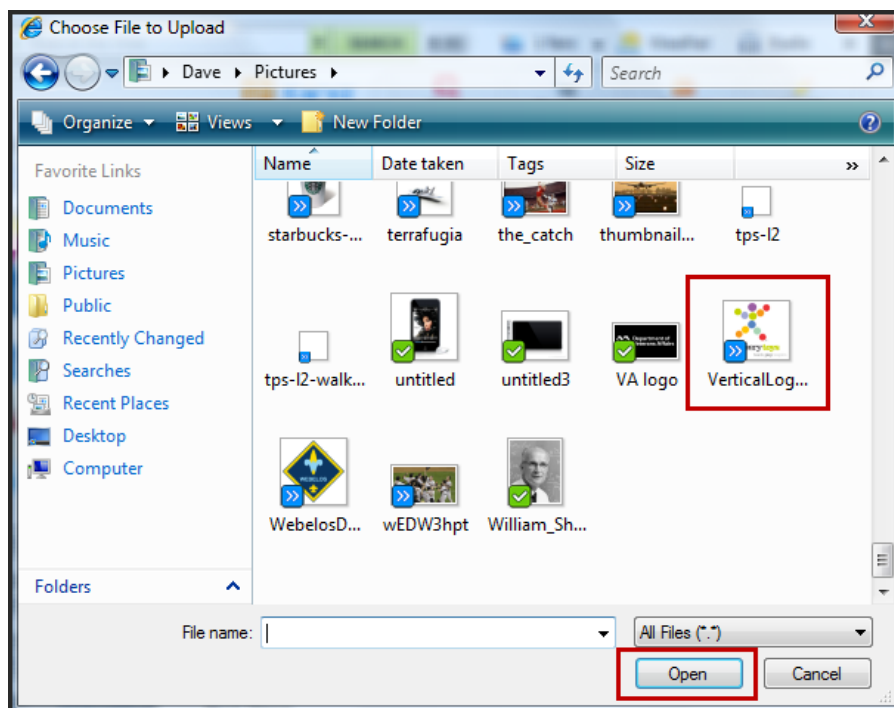 Choose File to Upload
Dave Pictures
Search
Organize Views New Folder
Favorite Links
Documents
Music
Pictures
Public
Recently Changed
Searches
Recent Places
Desktop
Computer
Folders
Name Date taken Tags Size
starbucks-... terrafugia the_catch thumbnail... tps-l2
tps-l2-walk... untitled untitled3 VA logo VerticalLog...
WebelosD... wEDW3hpt William_Sh...
File name: All Files (*.*)
Open Cancel